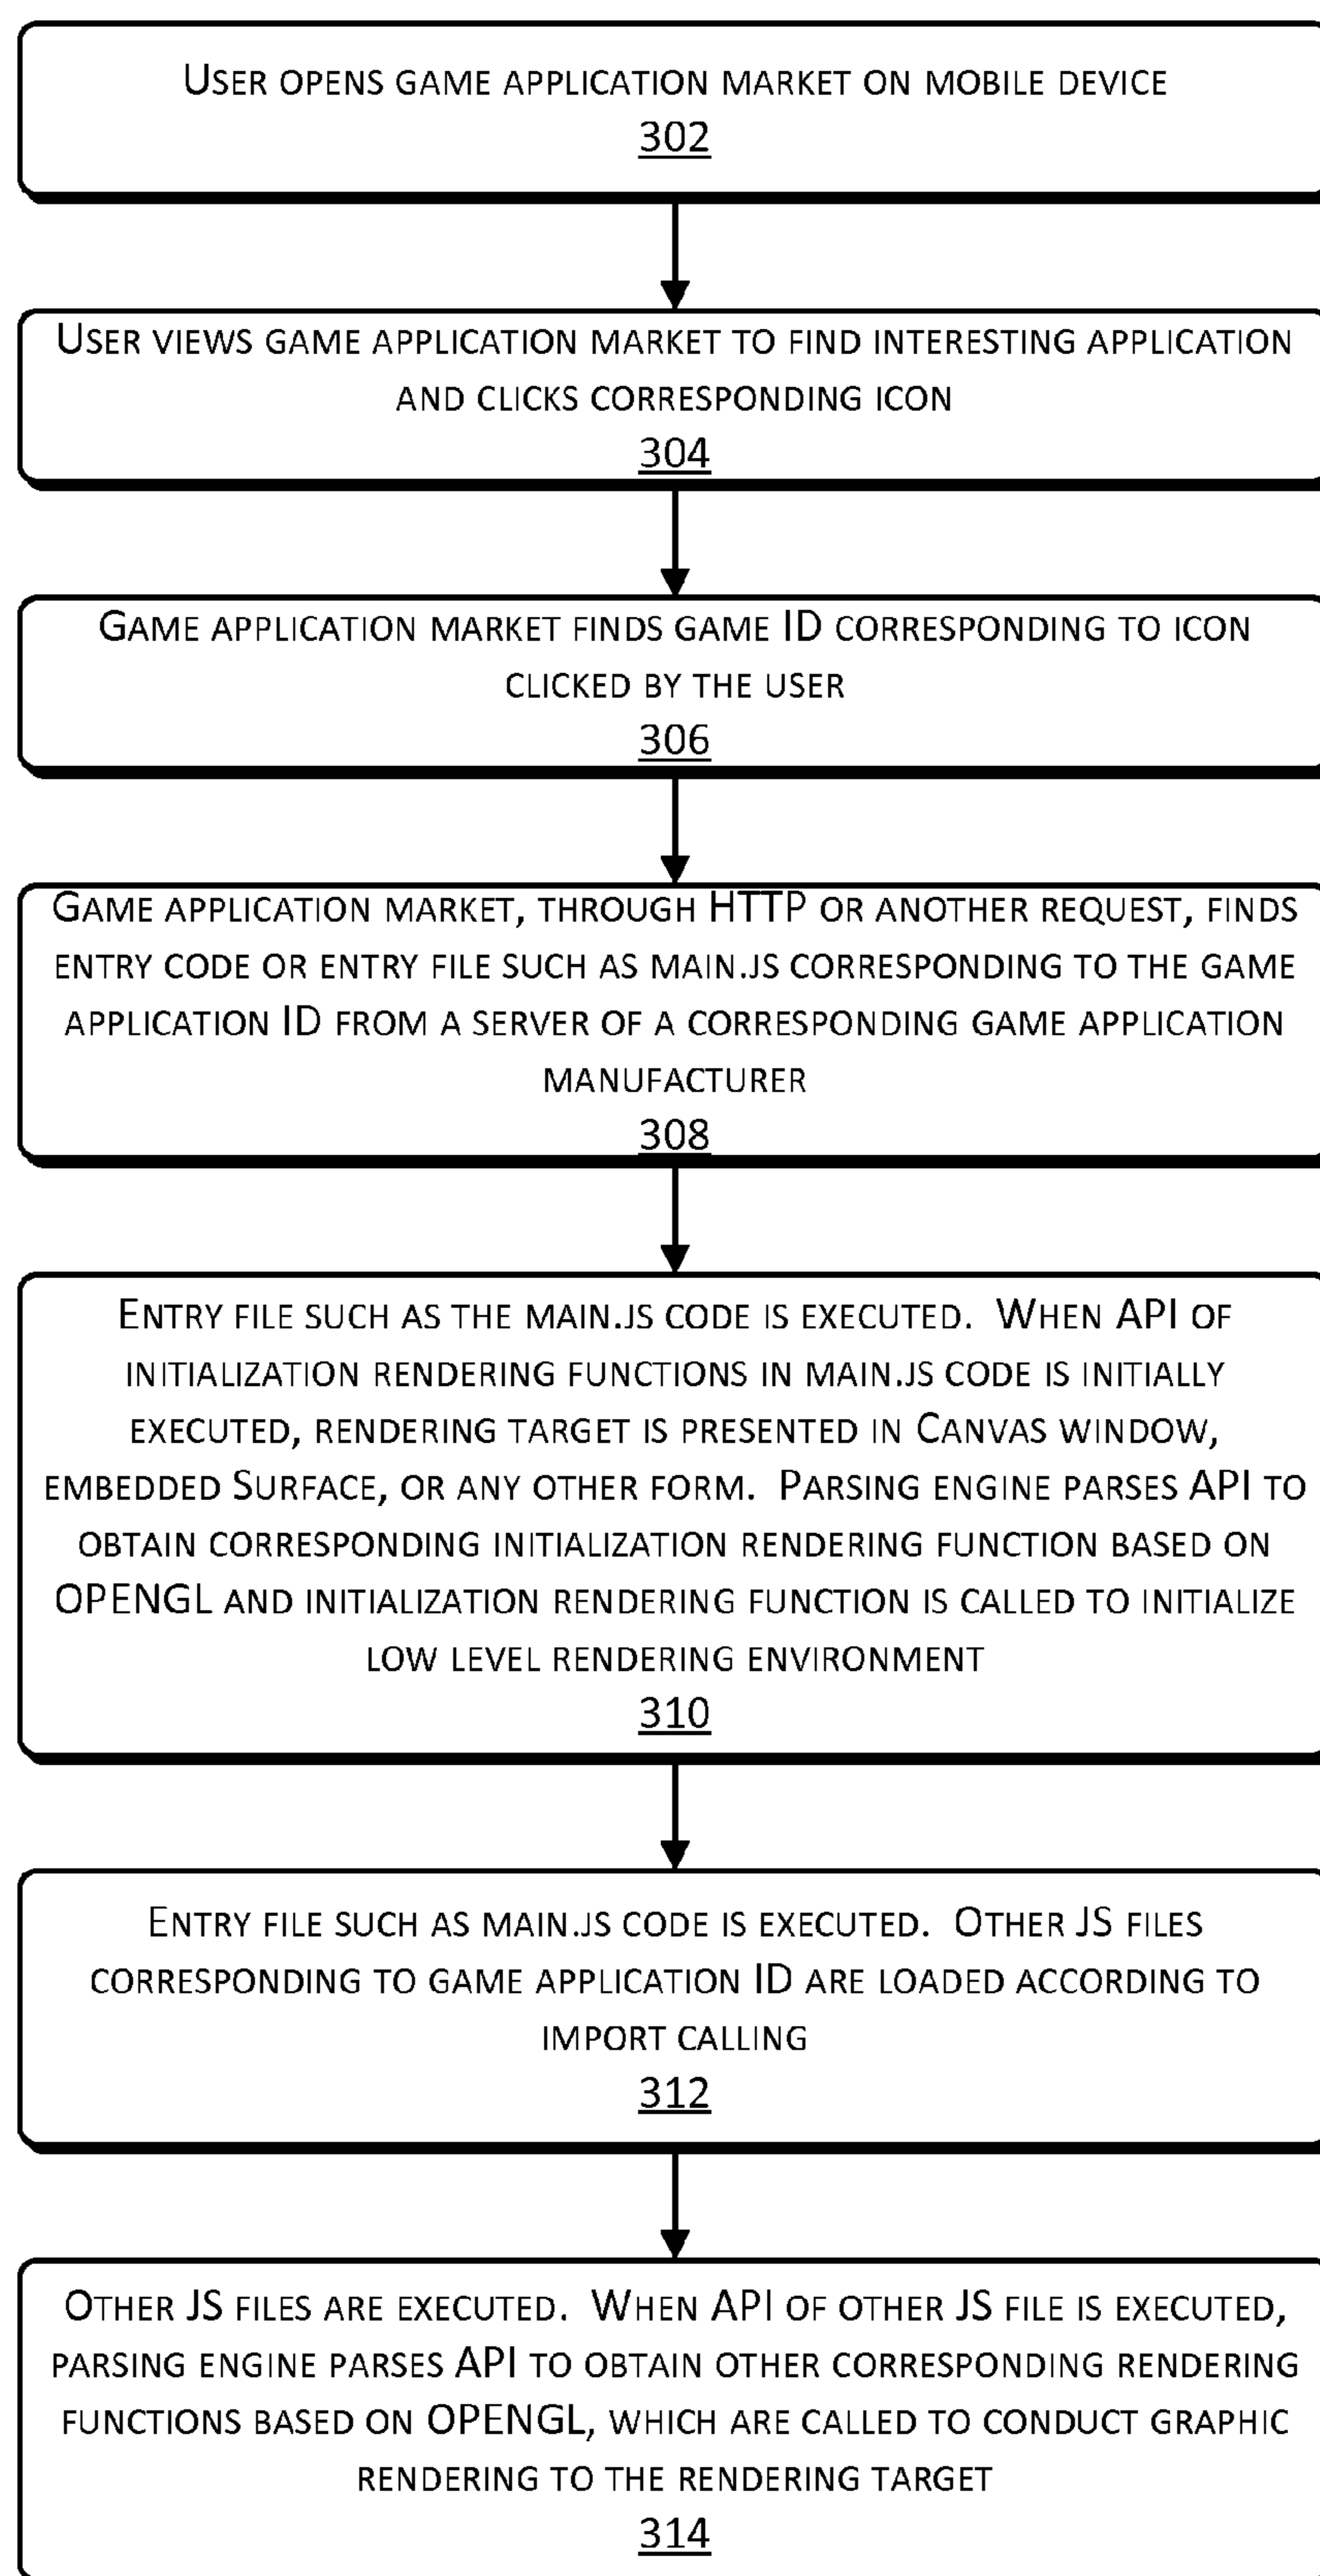 User opens game application market on mobile device
302
User views game application market to find interesting application
and clicks corresponding icon
304
Game application market finds game ID corresponding to icon
clicked by the user
306
Game application market, through HTTP or another request, finds
entry code or entry file such as main.js corresponding to the game
application ID from a server of a corresponding game application
manufacturer
308
Entry file such as the main.js code is executed. When API of
initialization rendering functions in main.js code is initially
executed, rendering target is presented in Canvas window,
embedded Surface, or any other form. Parsing engine parses API to
obtain corresponding initialization rendering function based on
OPENGL and initialization rendering function is called to initialize
low level rendering environment
310
Entry file such as main.js code is executed. Other JS files
corresponding to game application ID are loaded according to
import calling
312
Other JS files are executed. When API of other JS file is executed,
parsing engine parses API to obtain other corresponding rendering
functions based on OPENGL, which are called to conduct graphic
rendering to the rendering target
314